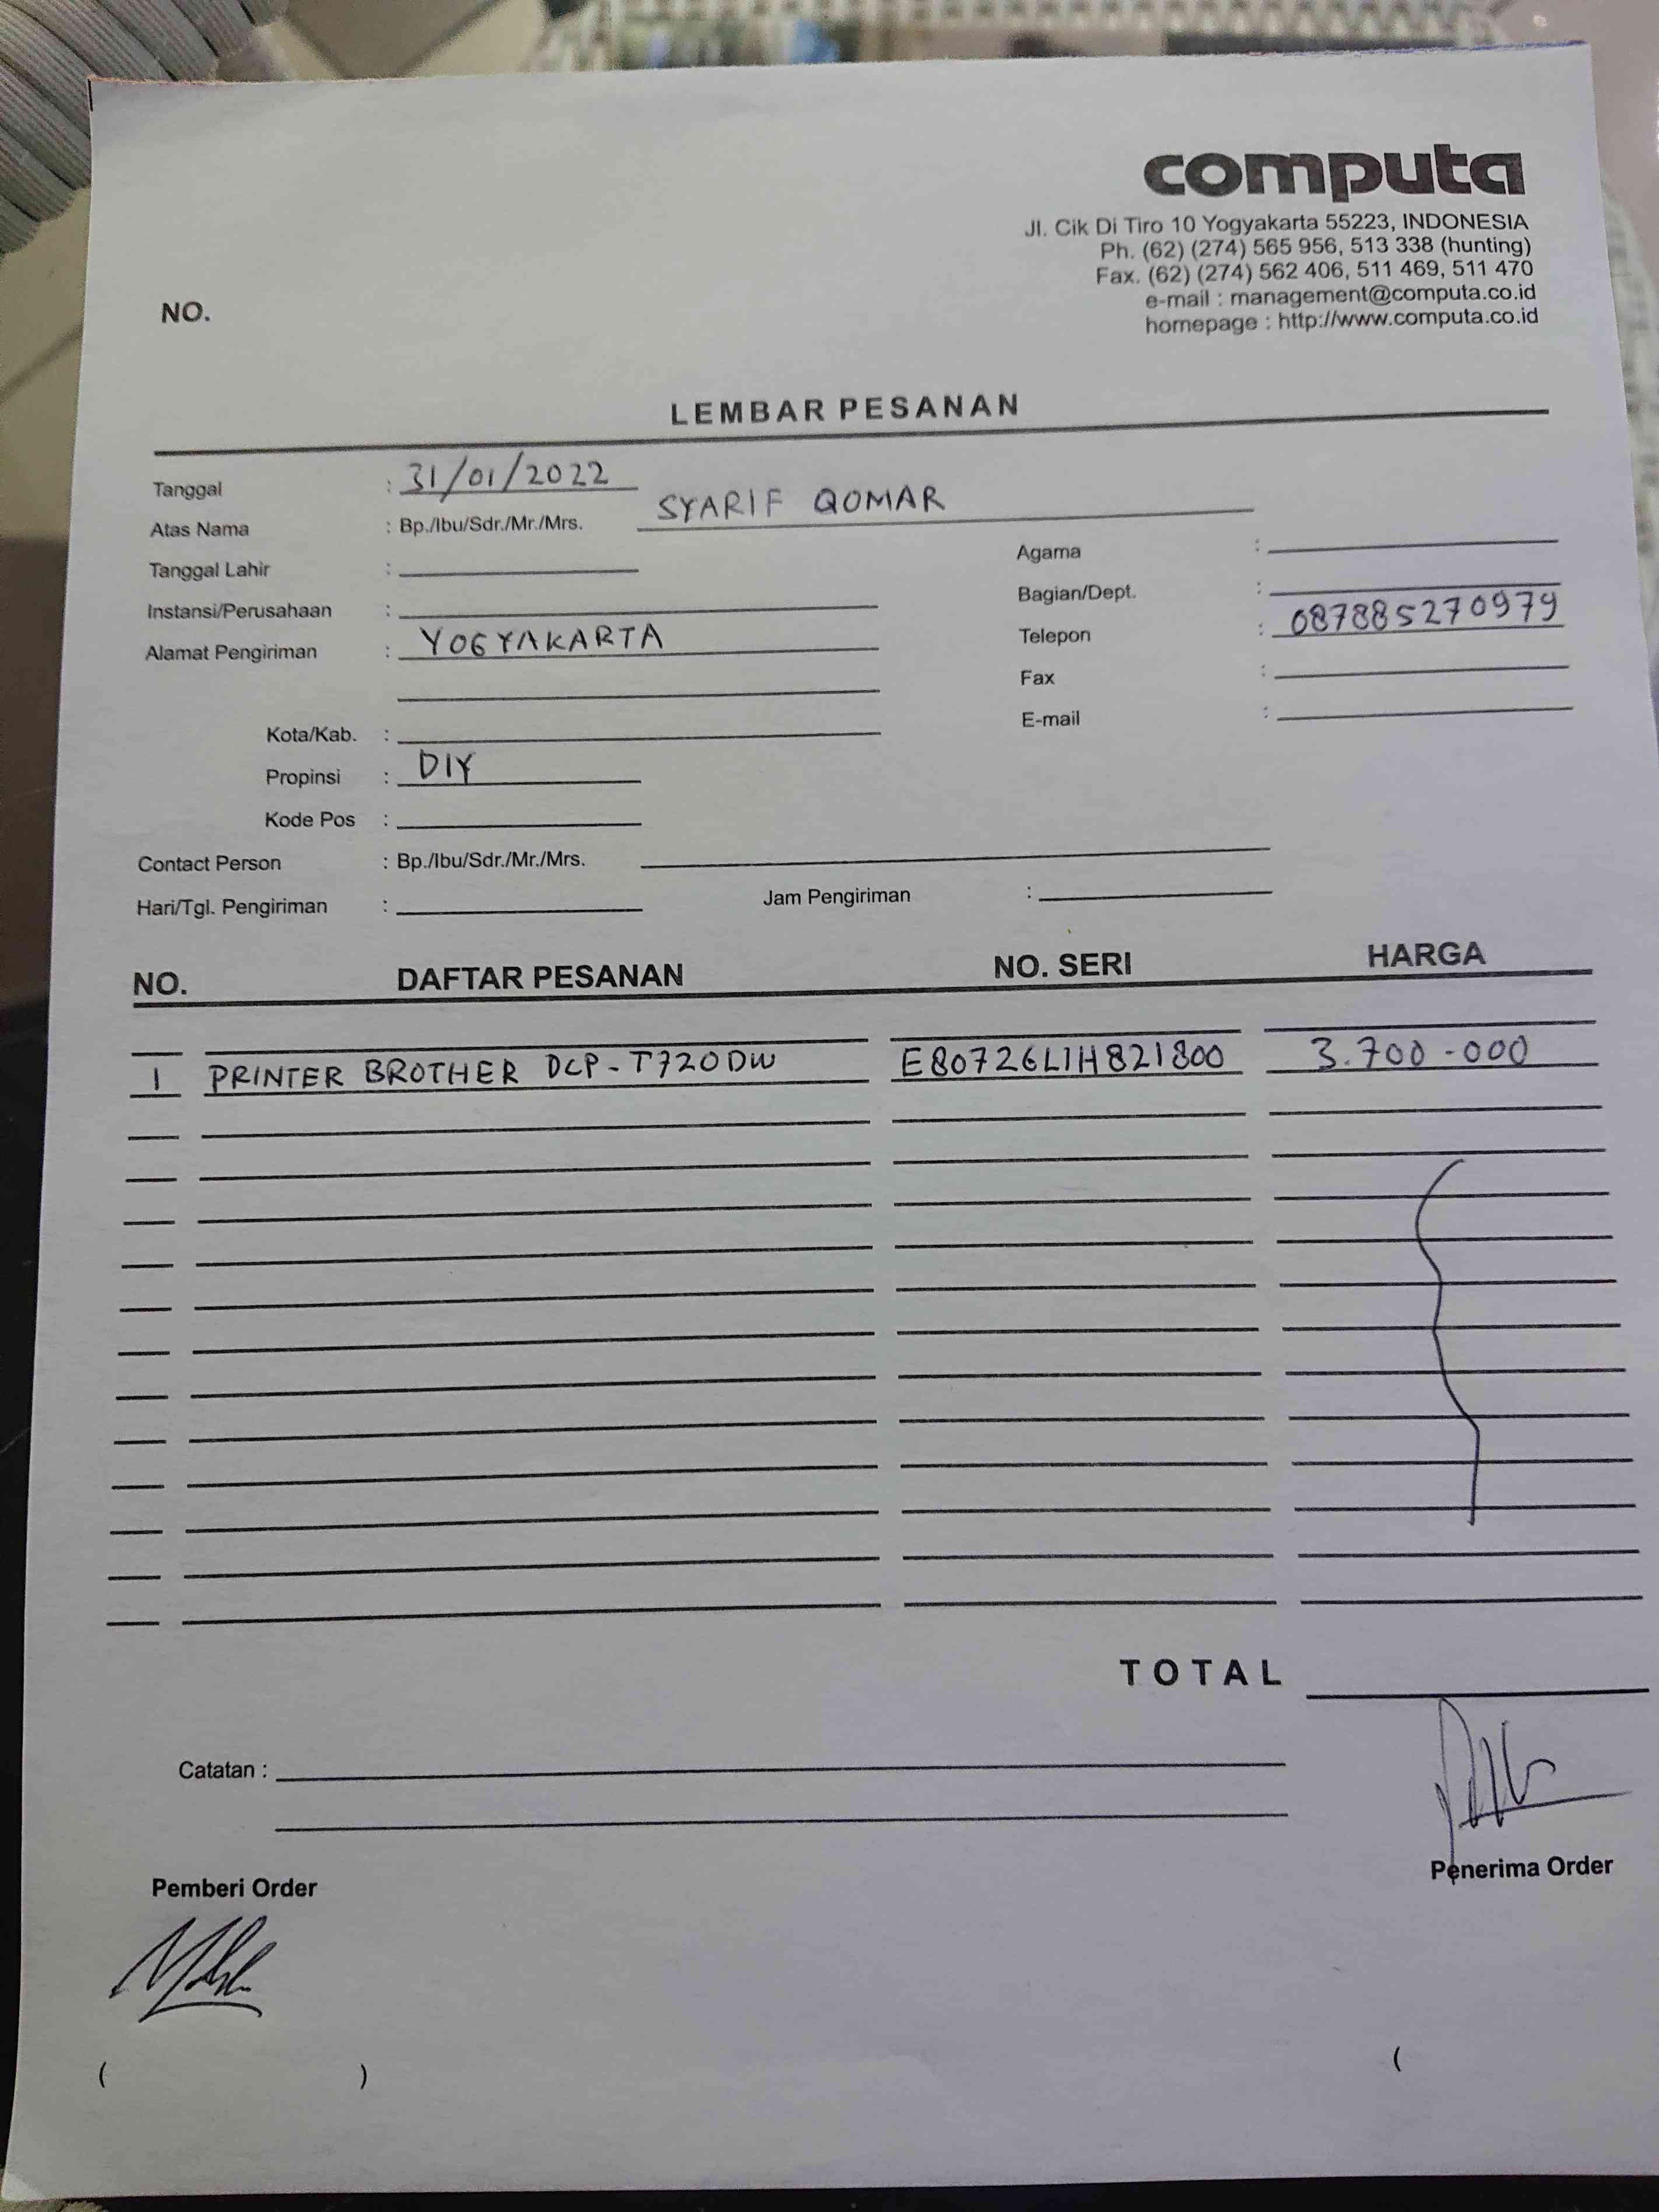 computa
Jl. Cik Di Tiro 10 Yogyakarta 55223, INDONESIA
Ph. (62) (274) 565 956, 513 338 (hunting)
Fax. (62) (274) 562 406, 511 469, 511 470
e-mail : management@computa.co.id
homepage : http://www.computa.co.id
NO.
LEMBAR PESANAN
Tanggal : 31/01/2022
Atas Nama : Bp./Ibu/Sdr./Mr./Mrs. SYARIF QOMAR
Tanggal Lahir :
Agama :
Instansi/Perusahaan :
Bagian/Dept. :
Alamat Pengiriman : YOGYAKARTA
Telepon : 087885270979
Fax :
Kota/Kab. :
E-mail :
Propinsi : DIY
Kode Pos :
Contact Person : Bp./Ibu/Sdr./Mr./Mrs.
Hari/Tgl. Pengiriman : Jam Pengiriman :
NO. DAFTAR PESANAN NO. SERI HARGA
1 PRINTER BROTHER DCP-T720DW E80726L1H821800 3.700-000
TOTAL
Catatan :
Pemberi Order Penerima Order
( ) (